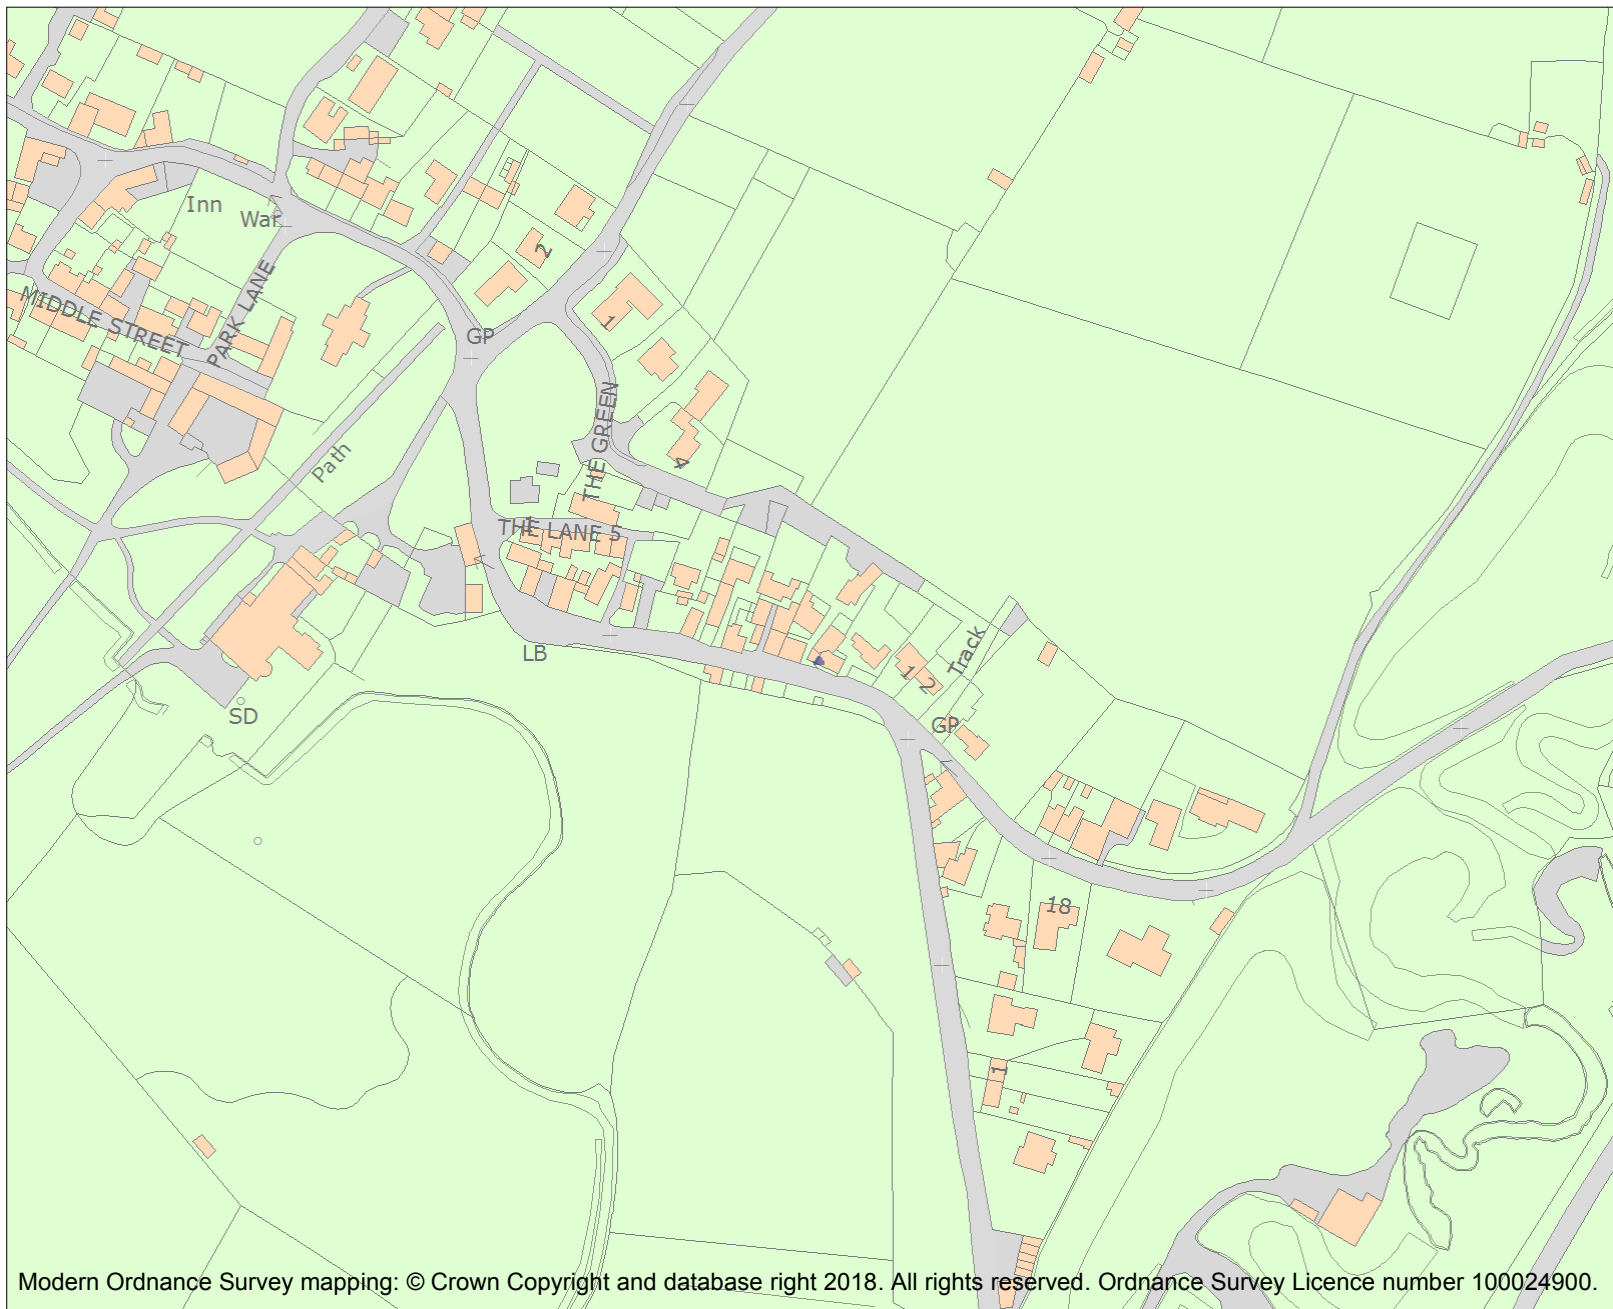 Inn
War
2
MIDDLE STREET
PARK LANE
GP
1
THE GREEN
4
Path
1
THE LANE 5
LB
Track
1 2
SD
GP
18
1
Modern Ordnance Survey mapping: © Crown Copyright and database right 2018. All rights reserved. Ordnance Survey Licence number 100024900.